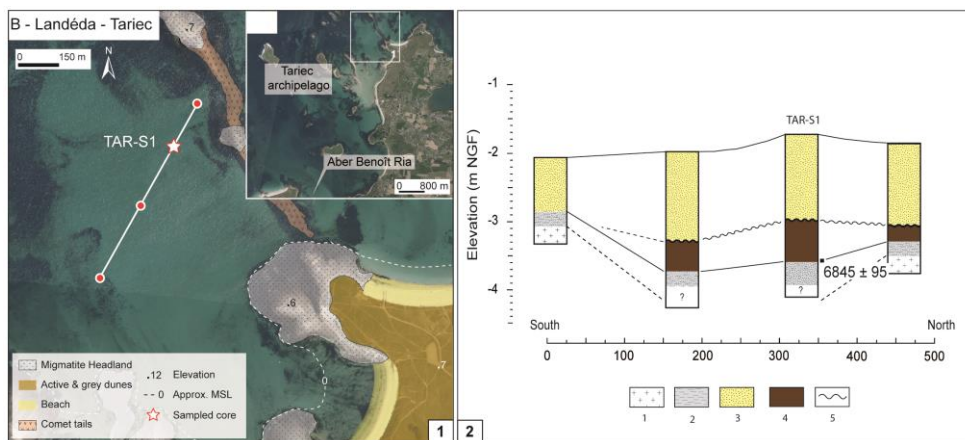 B - Landéda - Tariec
0 150 m
N
.7
TAR-S1
Tariec
archipelago
Aber Benoît Ria
0 800 m
.6
.7
0
Migmatite Headland
Active & grey dunes
Beach
Comet tails
.12 Elevation
0 Approx. MSL
Sampled core
1
2
Elevation (m NGF)
-1
-2
-3
-4
TAR-S1
6845 ± 95
?
?
South
North
0 100 200 300 400 500
1 2 3 4 5